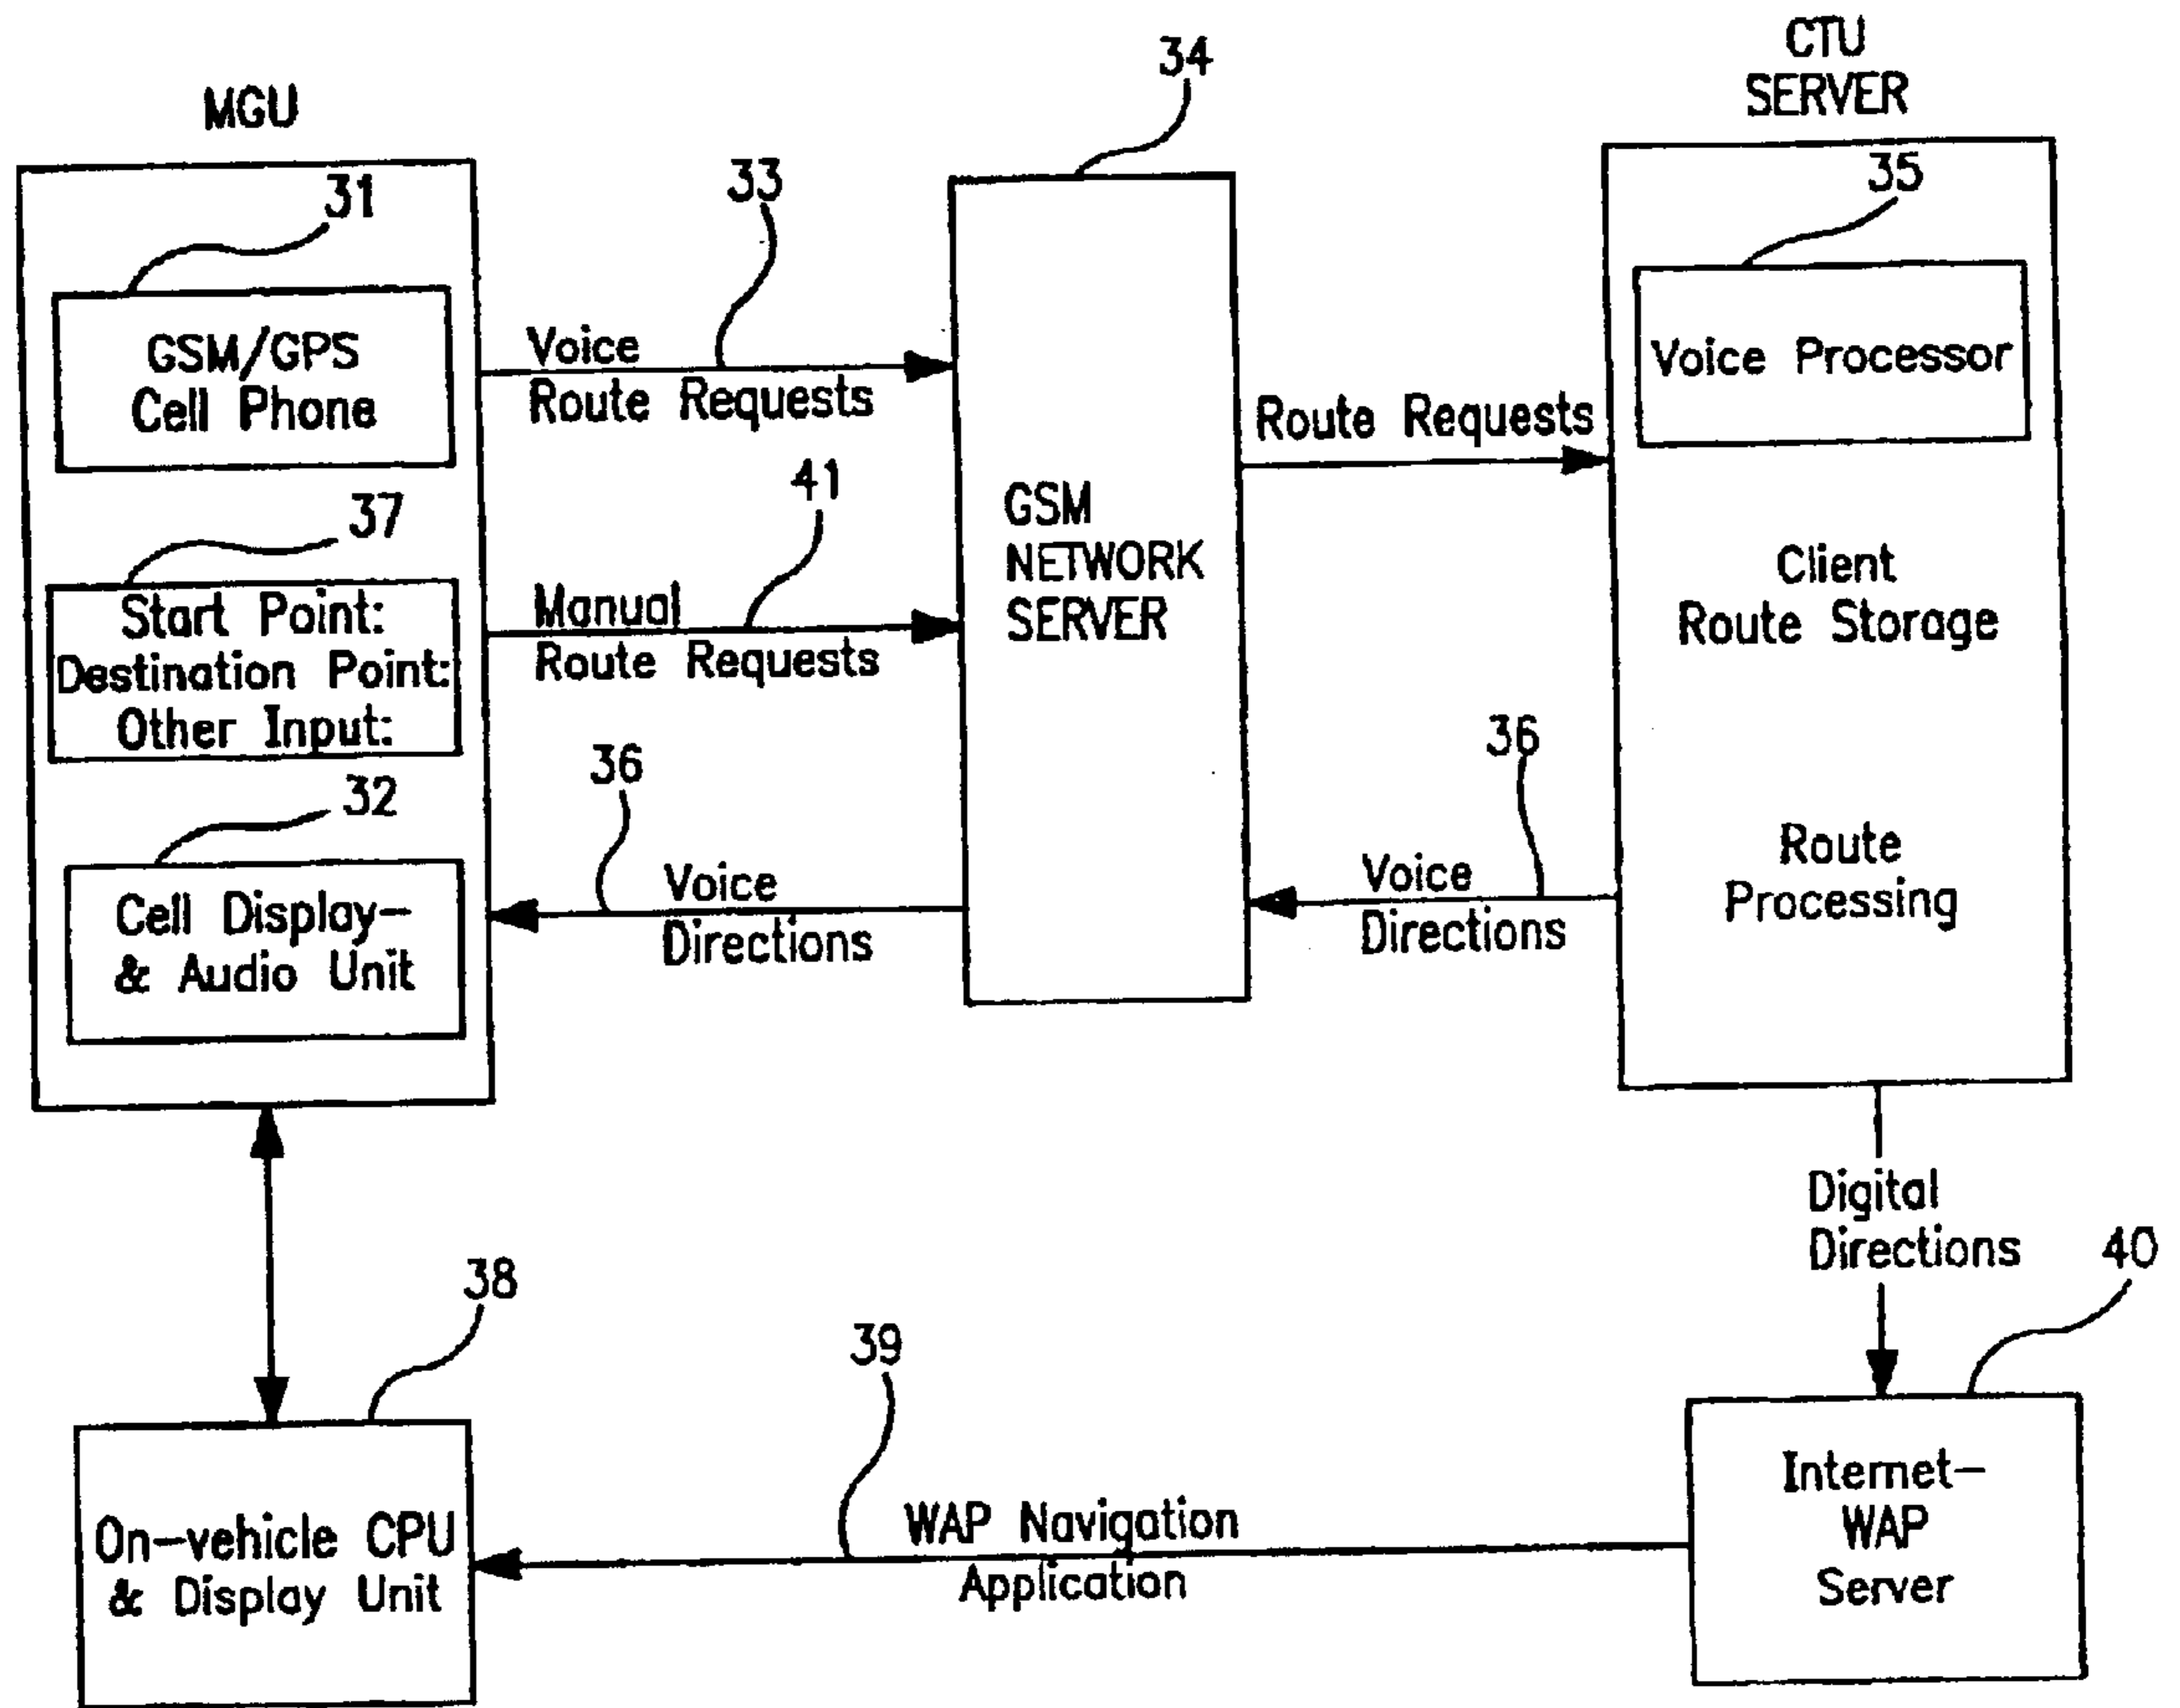 MGU
34
CTU
SERVER
31
33
35
GSM/GPS
Cell Phone
Voice
Route Requests
Voice Processor
Route Requests
37
41
GSM
NETWORK
SERVER
Start Point:
Destination Point:
Other Input:
Manual
Route Requests
Client
Route Storage
32
36
36
Cell Display-
& Audio Unit
Voice
Directions
Voice
Directions
Route
Processing
Digital
Directions
38
39
40
On-vehicle CPU
& Display Unit
WAP Navigation
Application
Internet-
WAP
Server